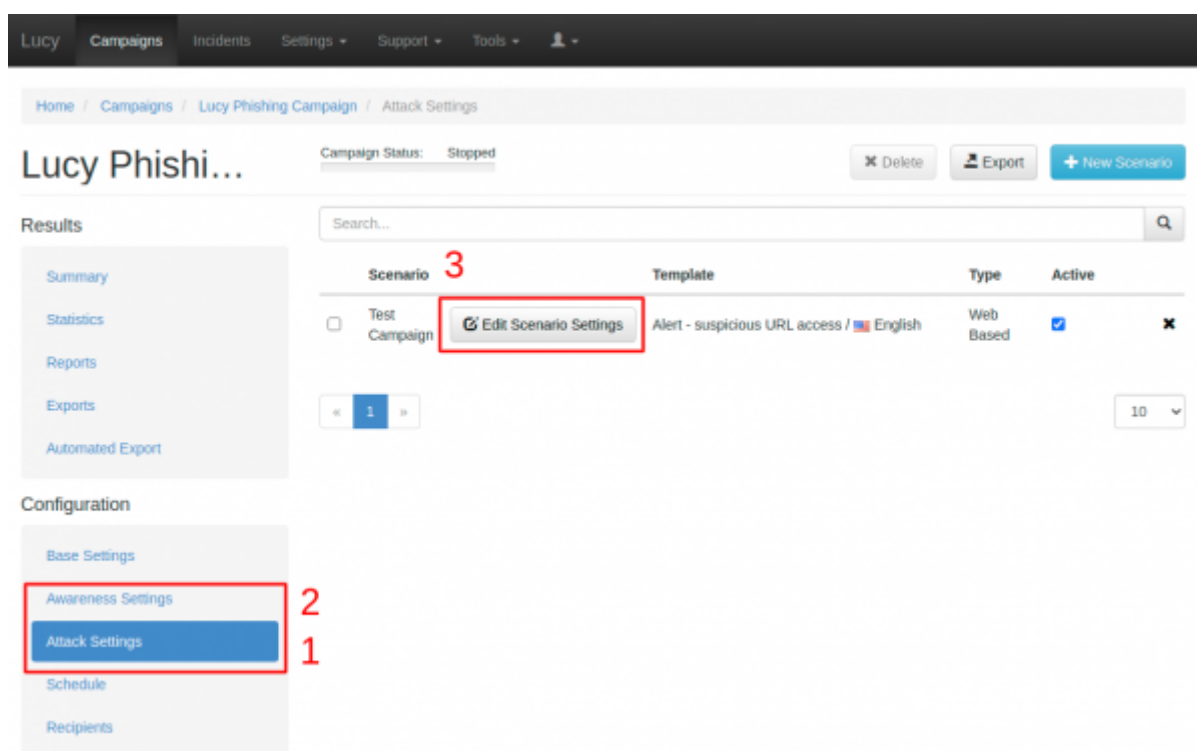 Lucy Campaigns Incidents Settings Support Tools
Home / Campaigns / Lucy Phishing Campaign / Attack Settings
Lucy Phishi...
Campaign Status: Stopped
Delete Export New Scenario
Results
Search...
Summary
Statistics
Reports
Exports
Automated Export
3
Scenario Template Type Active
Test Campaign Edit Scenario Settings Alert - suspicious URL access / English Web Based
« 1 » 10
Configuration
Base Settings
Awareness Settings 2
Attack Settings 1
Schedule
Recipients